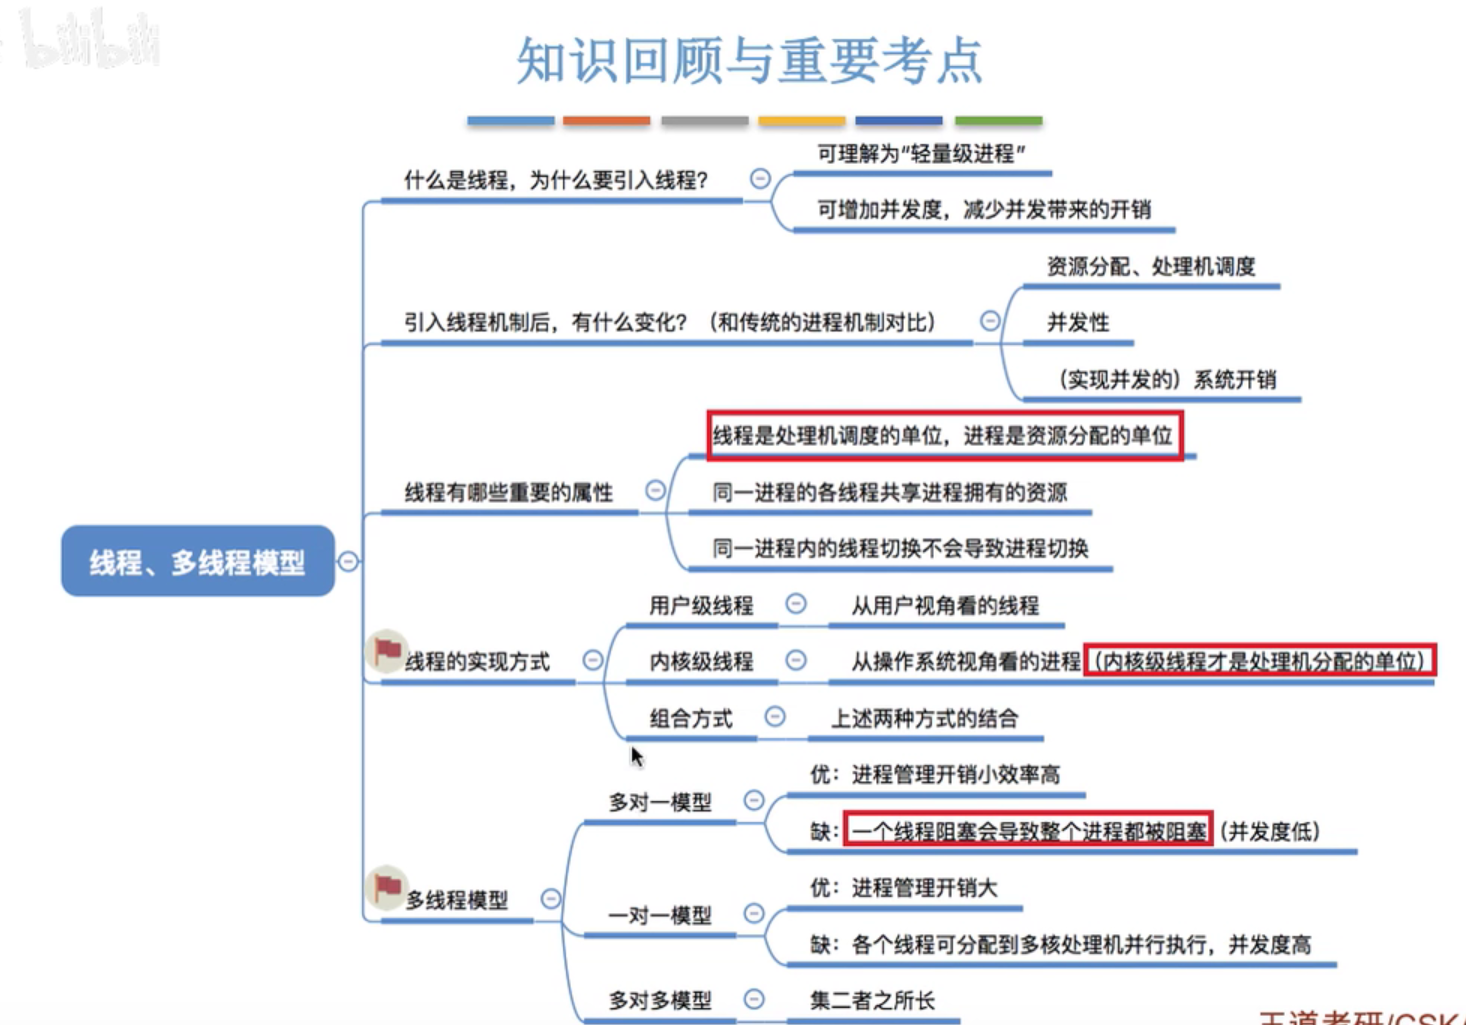 bilibili
知识回顾与重要考点
什么是线程，为什么要引入线程？
可理解为“轻量级进程”
可增加并发度，减少并发带来的开销
引入线程机制后，有什么变化？（和传统的进程机制对比）
资源分配、处理机调度
并发性
（实现并发的）系统开销
线程有哪些重要的属性
线程是处理机调度的单位，进程是资源分配的单位
同一进程的各线程共享进程拥有的资源
同一进程内的线程切换不会导致进程切换
线程、多线程模型
线程的实现方式
用户级线程
从用户视角看的线程
内核级线程
从操作系统视角看的进程（内核级线程才是处理机分配的单位）
组合方式
上述两种方式的结合
多线程模型
多对一模型
优：进程管理开销小效率高
缺：一个线程阻塞会导致整个进程都被阻塞（并发度低）
一对一模型
优：进程管理开销大
缺：各个线程可分配到多核处理机并行执行，并发度高
多对多模型
集二者之所长
王道考研/CSK